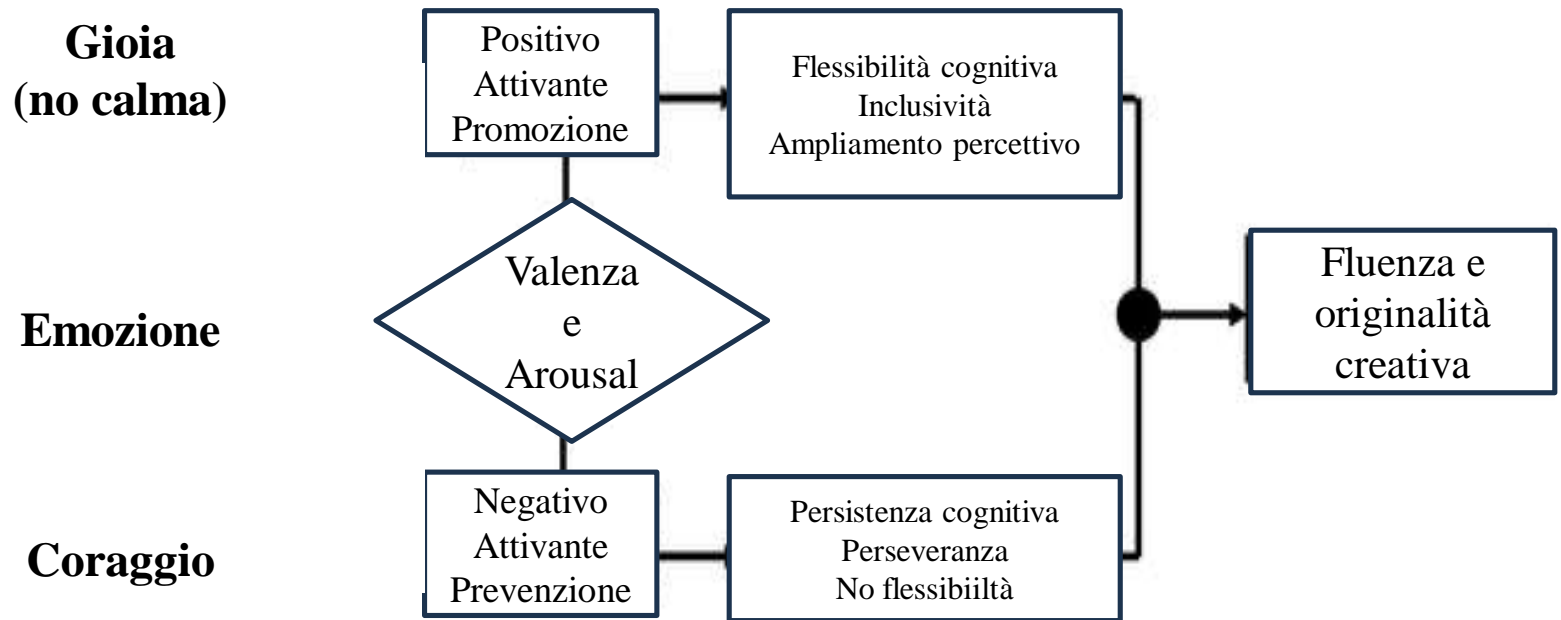 Gioia
(no calma)
Positivo
Attivante
Promozione
Flessibilità cognitiva
Inclusività
Ampliamento percettivo
Emozione
Valenza
e
Arousal
Fluenza e
originalità
creativa
Coraggio
Negativo
Attivante
Prevenzione
Persistenza cognitiva
Perseveranza
No flessibiiltà